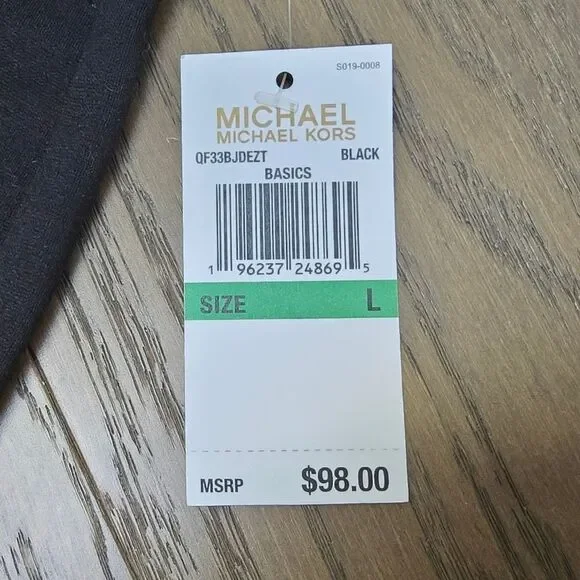 S019-0008
MICHAEL
MICHAEL KORS
QF33BJDEZT BLACK
BASICS
1 96237 24869 5
SIZE L
MSRP $98.00